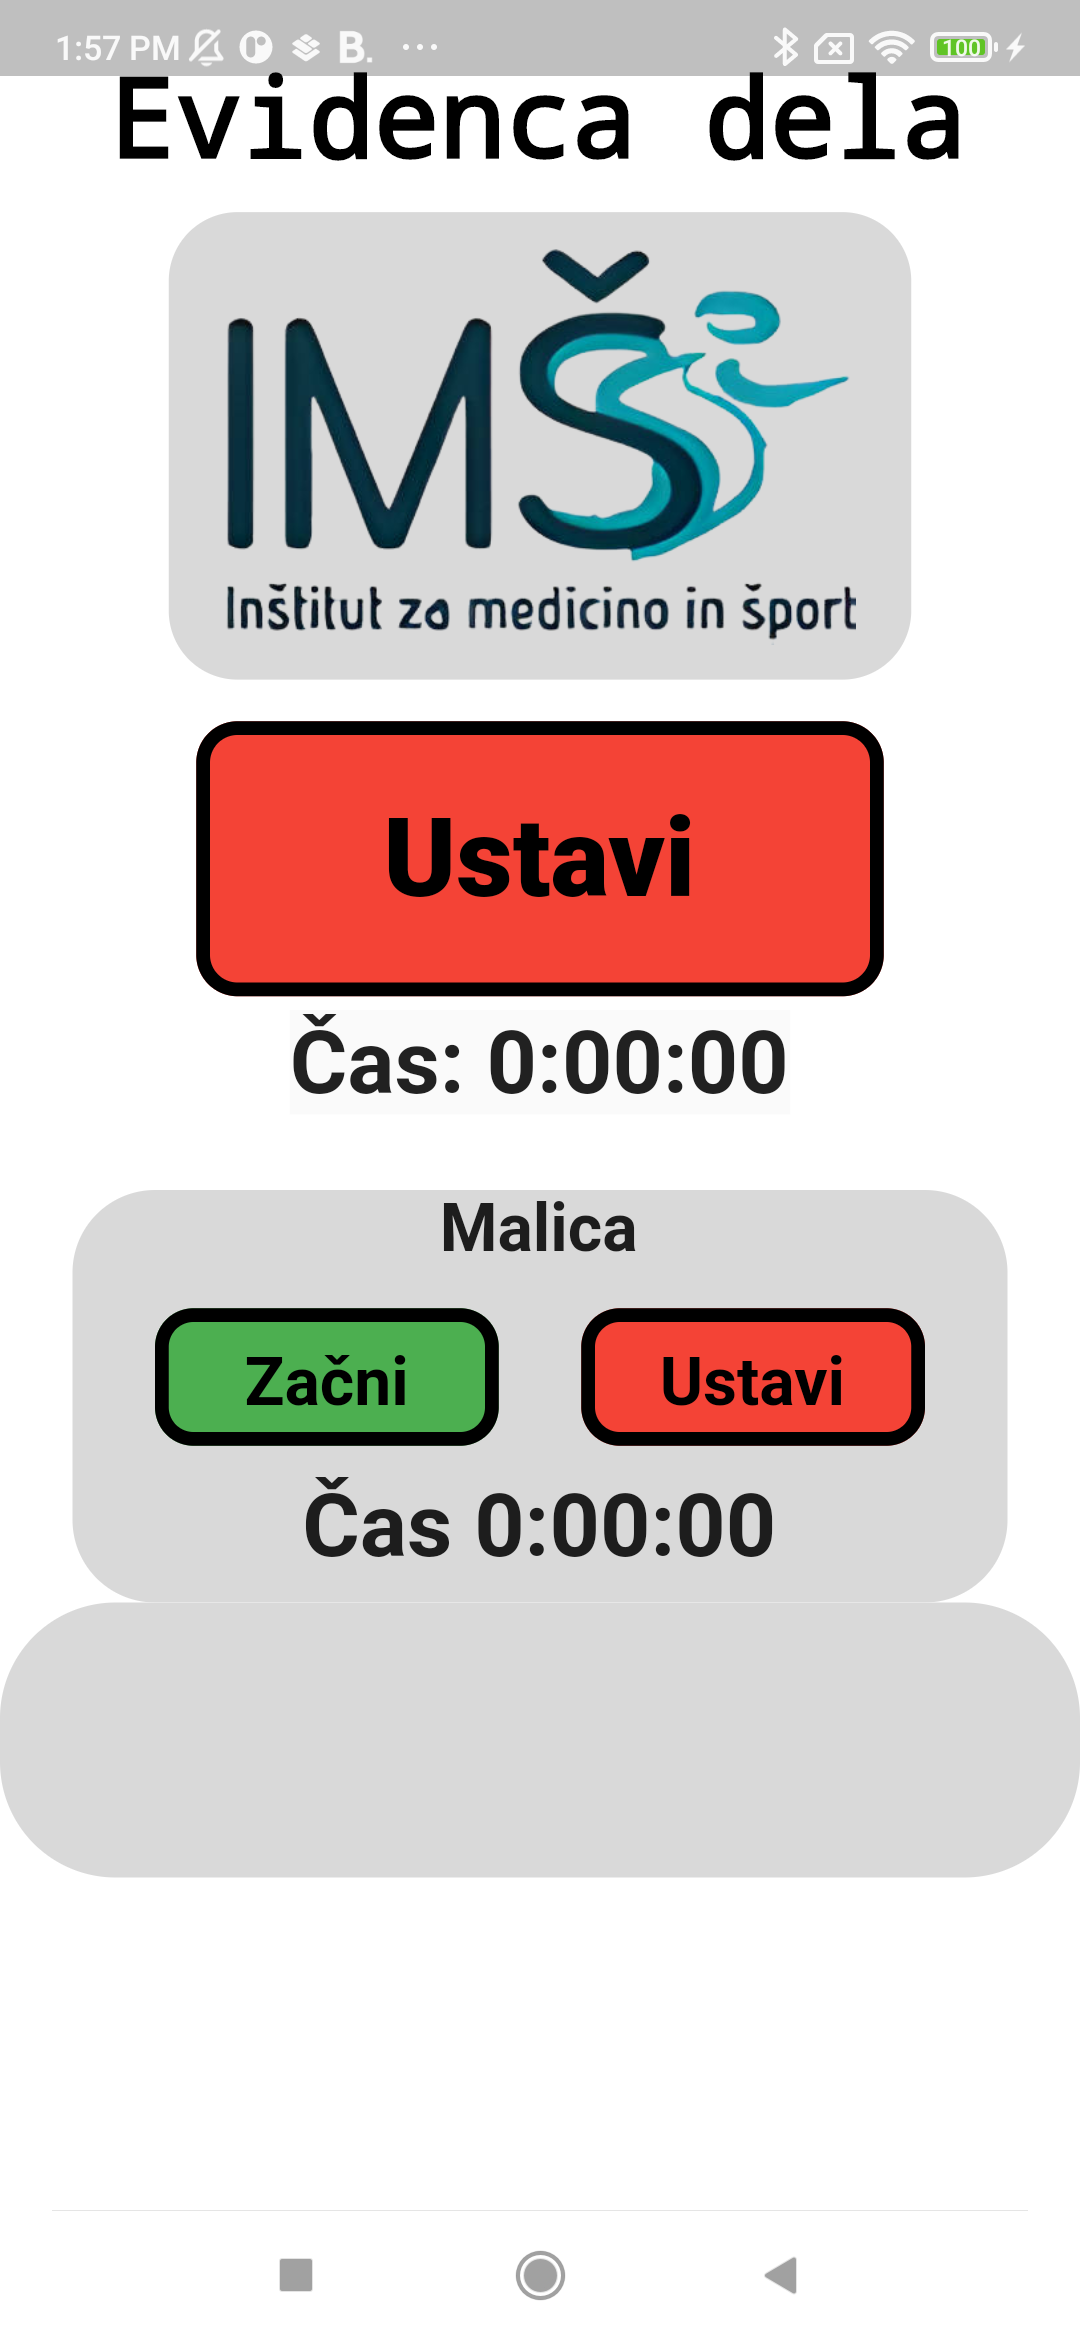 1:57 PM B. ... 100
Evidenca dela
IMŠ
Inštitut za medicino in šport
Ustavi
Čas: 0:00:00
Malica
Začni Ustavi
Čas 0:00:00